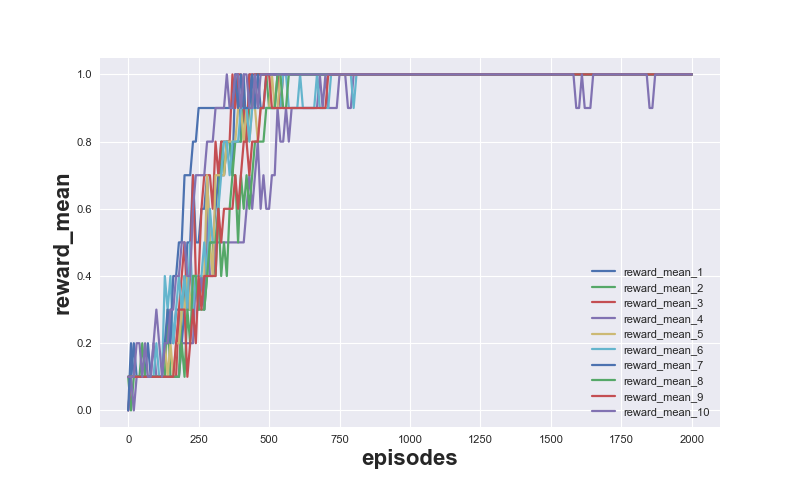 1.0
0.8
0.6
0.4
0.2
0.0
reward_mean
0 250 500 750 1000 1250 1500 1750 2000
episodes
reward_mean_1
reward_mean_2
reward_mean_3
reward_mean_4
reward_mean_5
reward_mean_6
reward_mean_7
reward_mean_8
reward_mean_9
reward_mean_10